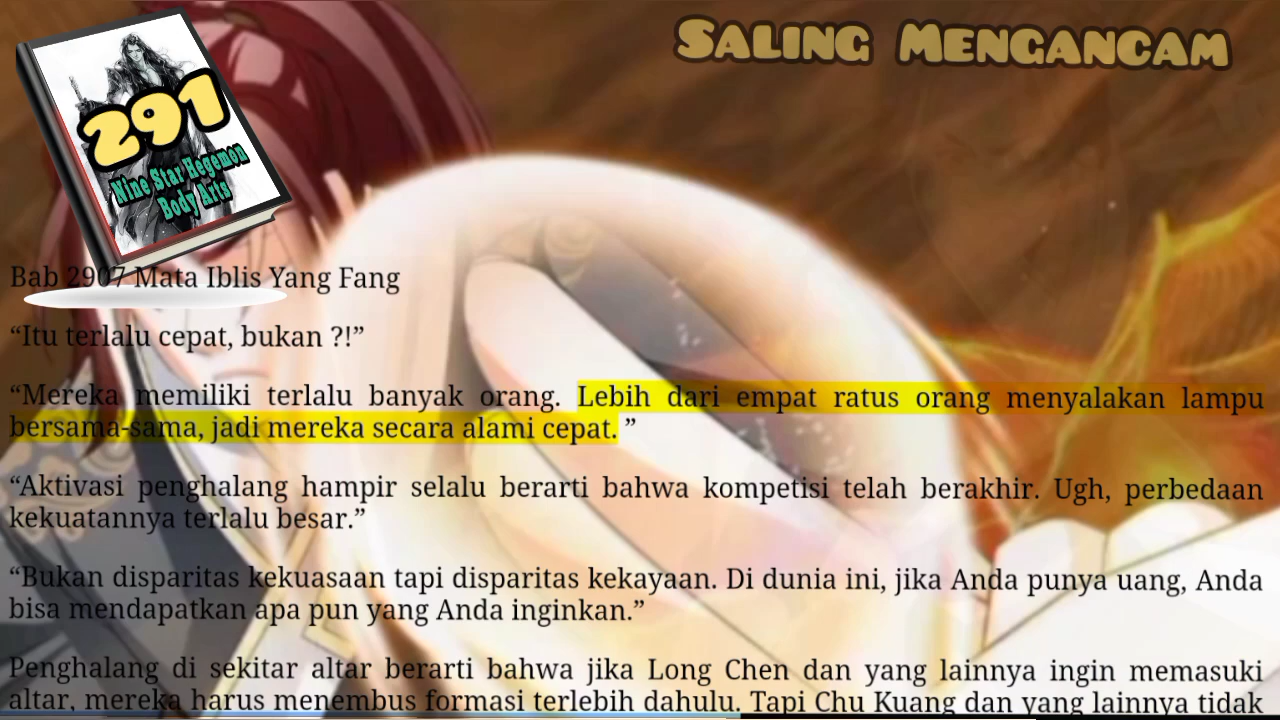 SALING MENGANCAM
291
Nine Star Hegemon
Body Arts
Bab 2907 Mata Iblis Yang Fang
“Itu terlalu cepat, bukan ?!”
“Mereka memiliki terlalu banyak orang. Lebih dari empat ratus orang menyalakan lampu
bersama-sama, jadi mereka secara alami cepat. ”
“Aktivasi penghalang hampir selalu berarti bahwa kompetisi telah berakhir. Ugh, perbedaan
kekuatannya terlalu besar.”
“Bukan disparitas kekuasaan tapi disparitas kekayaan. Di dunia ini, jika Anda punya uang, Anda
bisa mendapatkan apa pun yang Anda inginkan.”
Penghalang di sekitar altar berarti bahwa jika Long Chen dan yang lainnya ingin memasuki
altar, mereka harus menembus formasi terlebih dahulu. Tapi Chu Kuang dan yang lainnya tidak